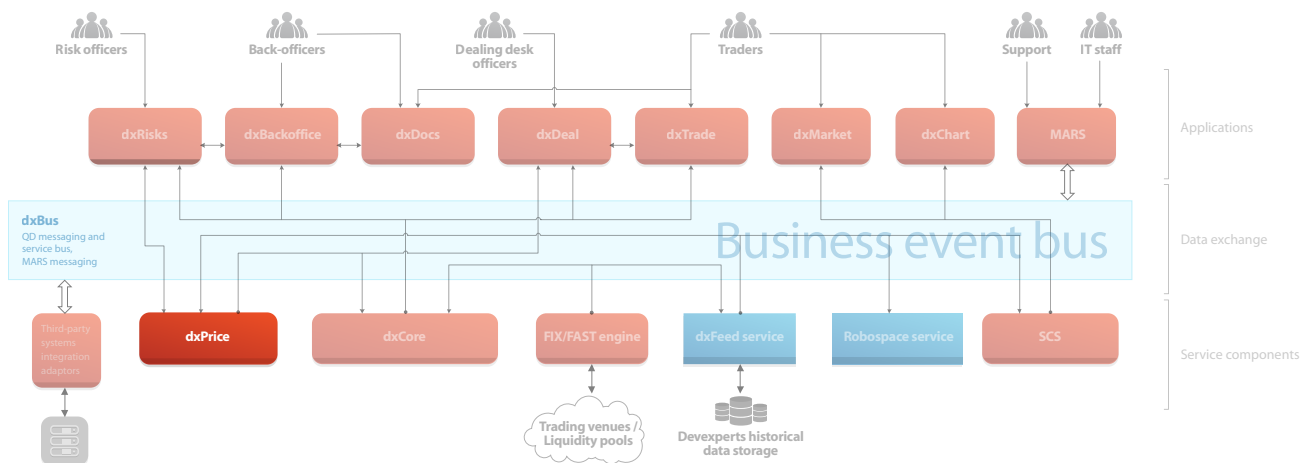 Risk officers
Back-officers
Dealing desk
officers
Traders
Support
IT staff
dxRisks
dxBackoffice
dxDocs
dxDeal
dxTrade
dxMarket
dxChart
MARS
Applications
dxBus
QD messaging and
service bus,
MARS messaging
Business event bus
Data exchange
Third-party
systems
integration
adaptors
dxPrice
dxCore
FIX/FAST engine
dxFeed service
Robospace service
SCS
Service components
Trading venues /
Liquidity pools
Devexperts historical
data storage